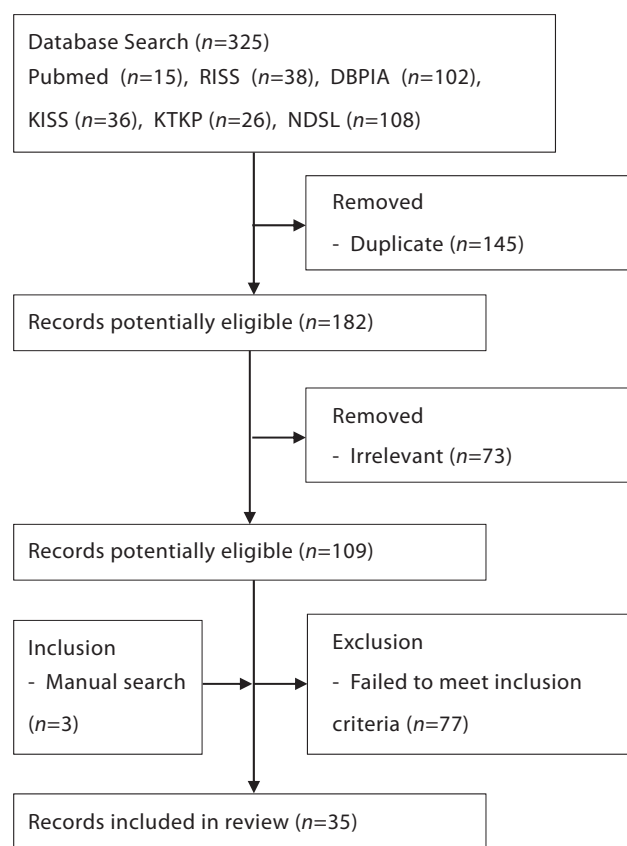 Database Search (n=325)
Pubmed (n=15), RISS (n=38), DBPIA (n=102),
KISS (n=36), KTKP (n=26), NDSL (n=108)
Removed
- Duplicate (n=145)
Records potentially eligible (n=182)
Removed
- Irrelevant (n=73)
Records potentially eligible (n=109)
Inclusion
- Manual search
(n=3)
Exclusion
- Failed to meet inclusion
criteria (n=77)
Records included in review (n=35)